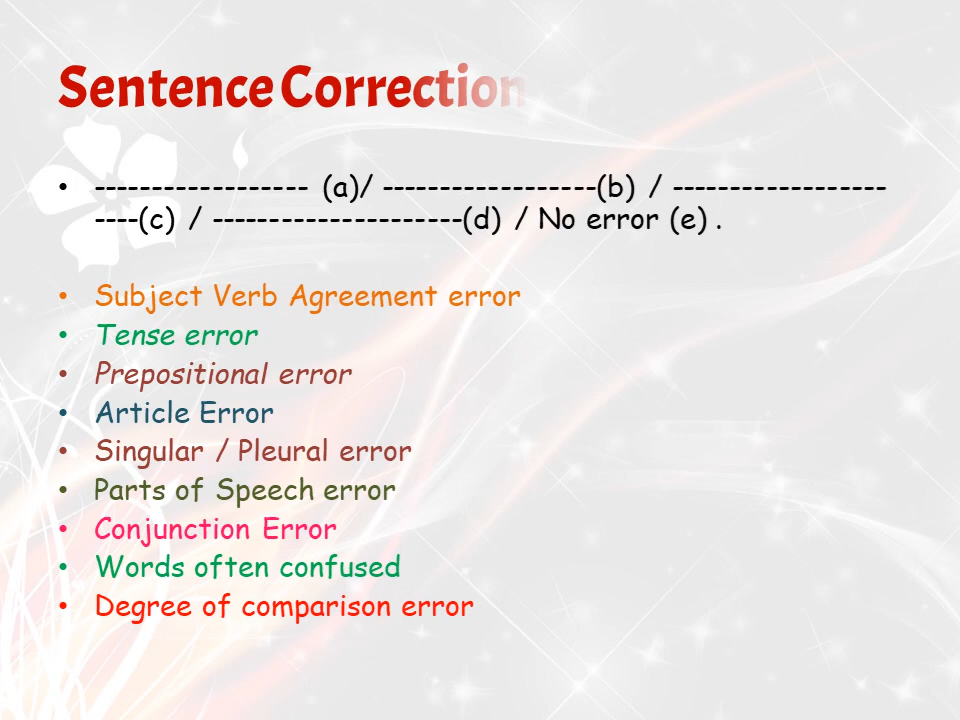 Sentence Correction
• ------------------ (a)/ ------------------(b) / ------------------
----(c) / ---------------------(d) / No error (e) .
• Subject Verb Agreement error
• Tense error
• Prepositional error
• Article Error
• Singular / Pleural error
• Parts of Speech error
• Conjunction Error
• Words often confused
• Degree of comparison error